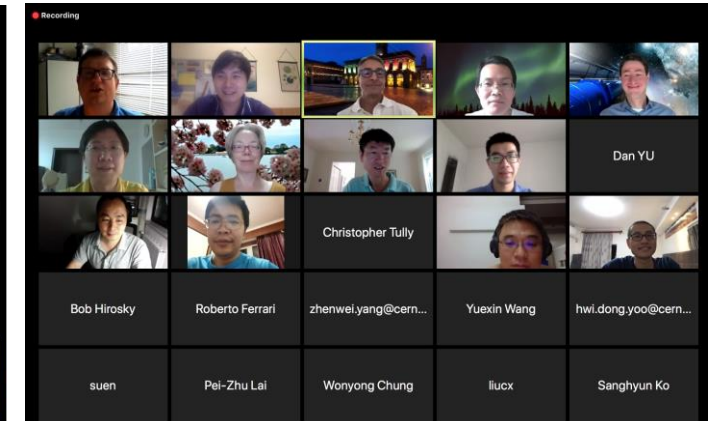 Recording
Dan YU
Christopher Tully
Bob Hirosky
Roberto Ferrari
zhenwei.yang@cern...
Yuexin Wang
hwi.dong.yoo@cern...
suen
Pei-Zhu Lai
Wonyong Chung
liucx
Sanghyun Ko